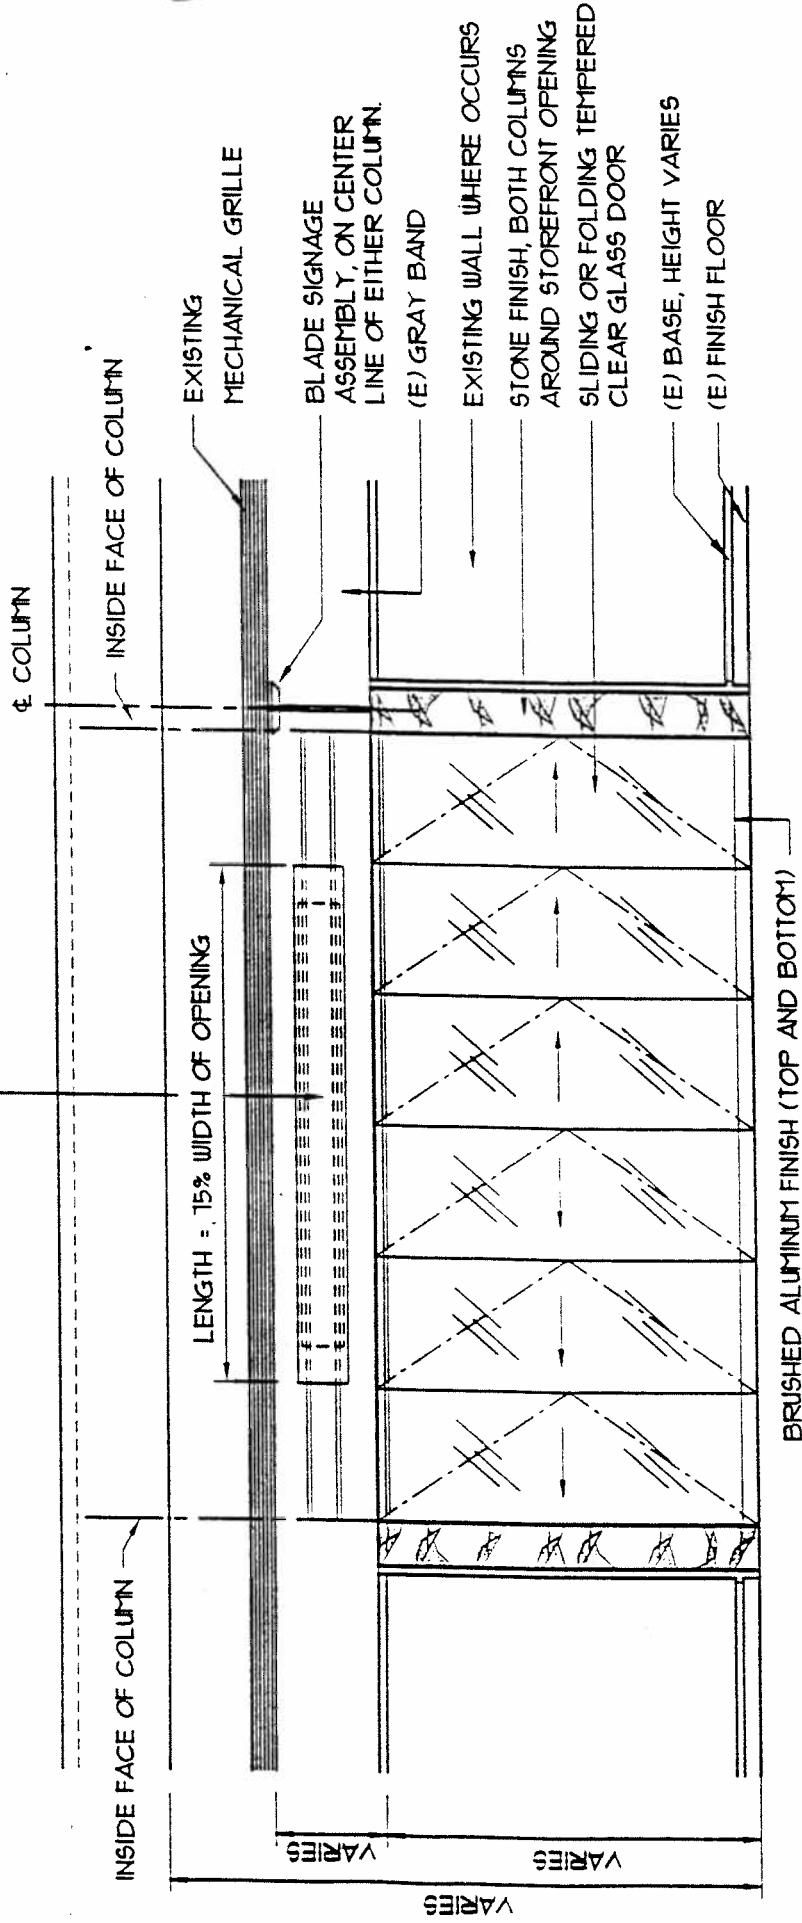 ℄ COLUMN
INSIDE FACE OF COLUMN
EXISTING
MECHANICAL GRILLE
BLADE SIGNAGE
ASSEMBLY, ON CENTER
LINE OF EITHER COLUMN.
(E) GRAY BAND
EXISTING WALL WHERE OCCURS
STONE FINISH, BOTH COLUMNS
AROUND STOREFRONT OPENING
SLIDING OR FOLDING TEMPERED
CLEAR GLASS DOOR
(E) BASE, HEIGHT VARIES
(E) FINISH FLOOR
LENGTH = .75% WIDTH OF OPENING
INSIDE FACE OF COLUMN
VARIES
VARIES
VARIES
BRUSHED ALUMINUM FINISH (TOP AND BOTTOM)